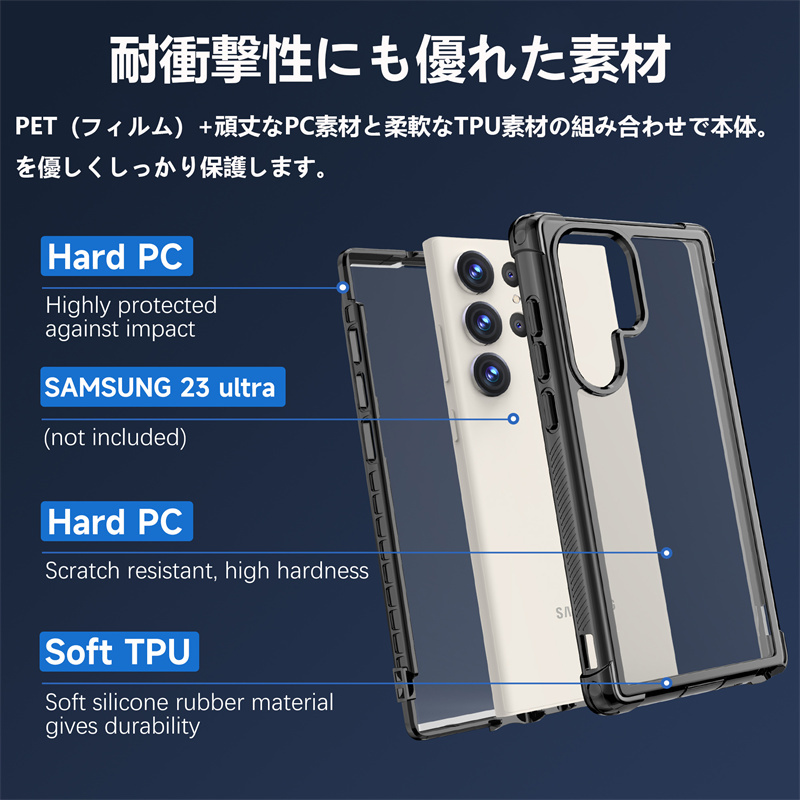 耐衝撃性にも優れた素材
PET（フィルム）+頑丈なPC素材と柔軟なTPU素材の組み合わせで本体。
を優しくしっかり保護します。
Hard PC
Highly protected
against impact
SAMSUNG 23 ultra
(not included)
Hard PC
Scratch resistant, high hardness
SAMSUNG
Soft TPU
Soft silicone rubber material
gives durability